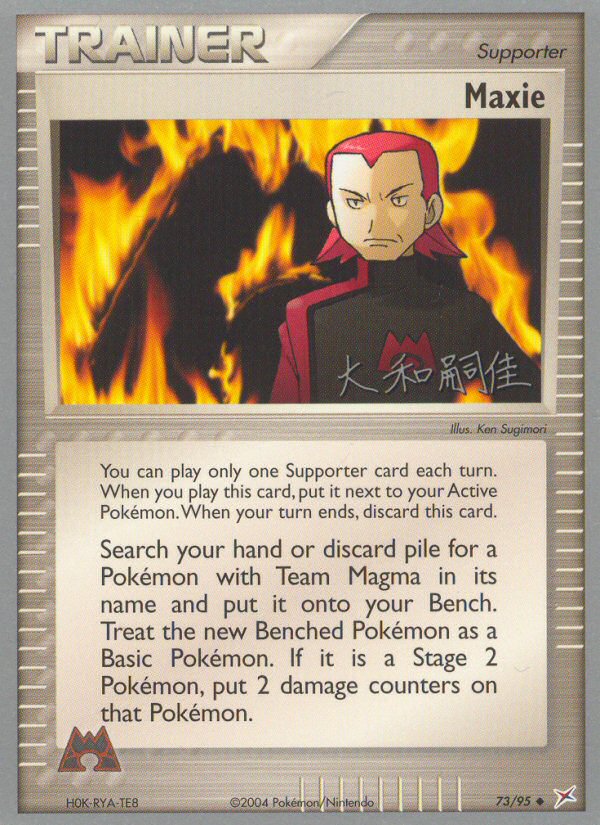 TRAINER
Supporter
Maxie
大和嗣佳
Illus. Ken Sugimori
You can play only one Supporter card each turn.
When you play this card, put it next to your Active
Pokémon. When your turn ends, discard this card.
Search your hand or discard pile for a
Pokémon with Team Magma in its
name and put it onto your Bench.
Treat the new Benched Pokémon as a
Basic Pokémon. If it is a Stage 2
Pokémon, put 2 damage counters on
that Pokémon.
H0K-RYA-TE8
©2004 Pokémon/Nintendo
73/95 ◆